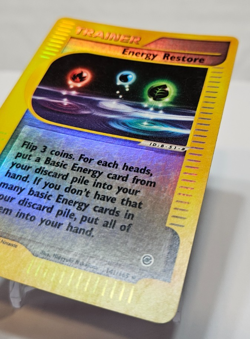 TRAINER
Energy Restore
Flip 3 coins. For each heads,
put a Basic Energy card from
your discard pile into your
hand. If you don't have that
many basic Energy cards in
your discard pile, put all of
them into your hand.